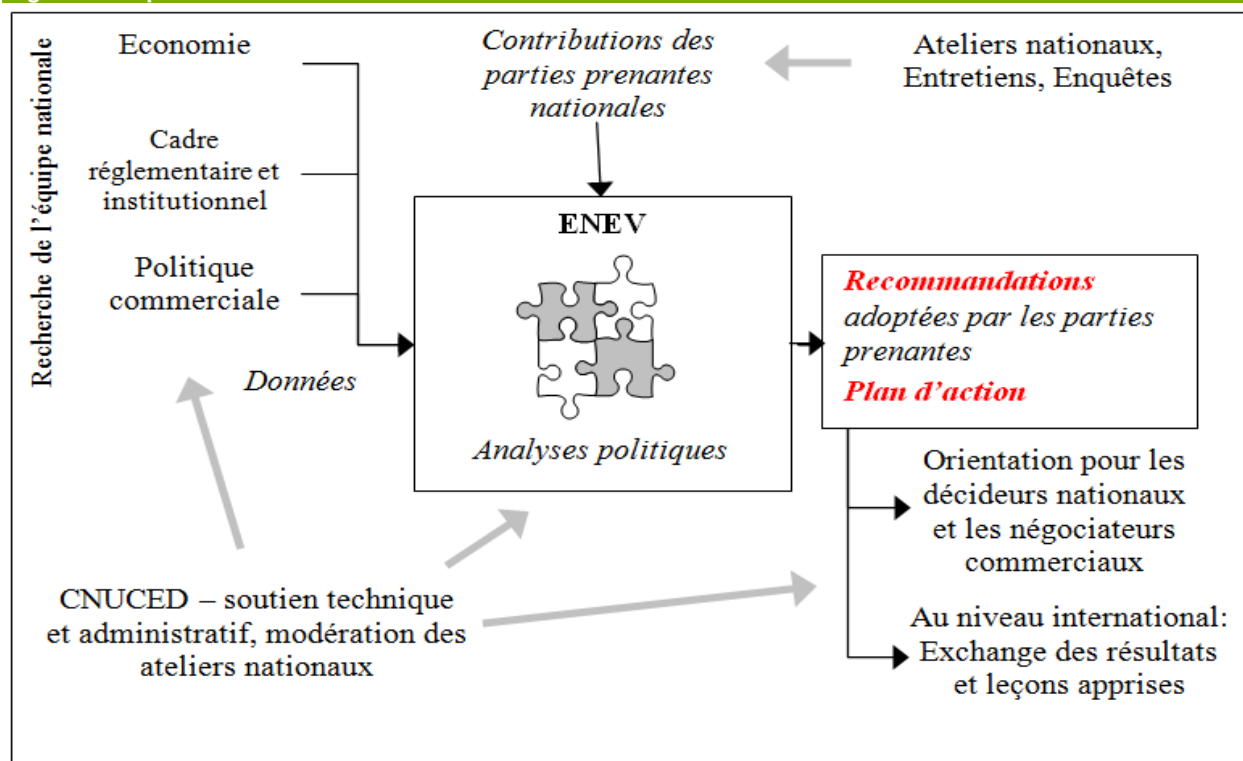 Recherche de l'équipe nationale
Economie
Cadre
réglementaire et
institutionnel
Politique
commerciale
Données
Contributions des
parties prenantes
nationales
Ateliers nationaux,
Entretiens, Enquêtes
ENEV
Analyses politiques
Recommandations
adoptées par les parties
prenantes
Plan d'action
Orientation pour les
décideurs nationaux
et les négociateurs
commerciaux
Au niveau international:
Exchange des résultats
et leçons apprises
CNUCED – soutien technique
et administratif, modération des
ateliers nationaux